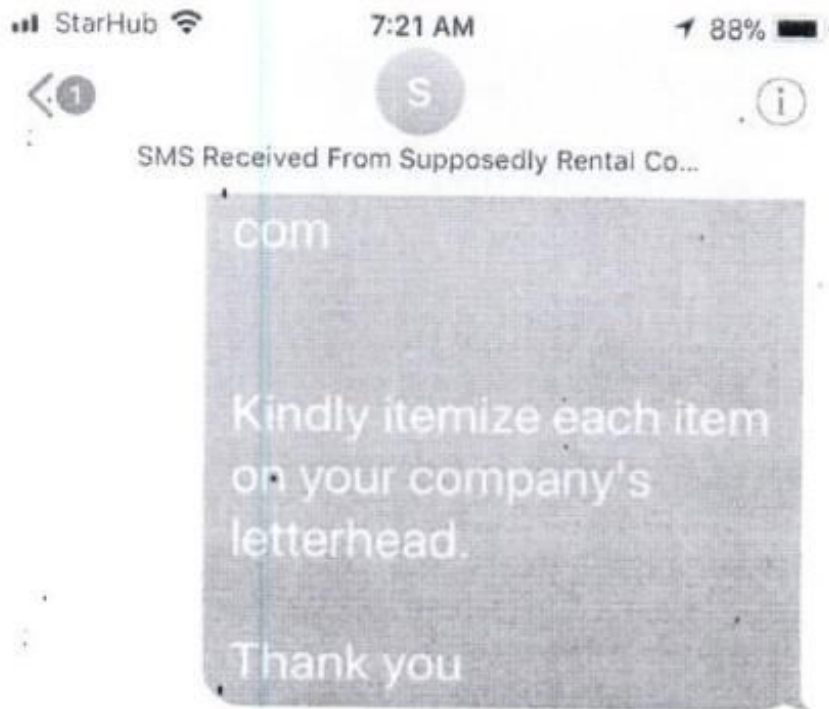 StarHub 7:21 AM 88%
1 S i
SMS Received From Supposedly Rental Co...
com
Kindly itemize each item
on your company's
letterhead.
Thank you